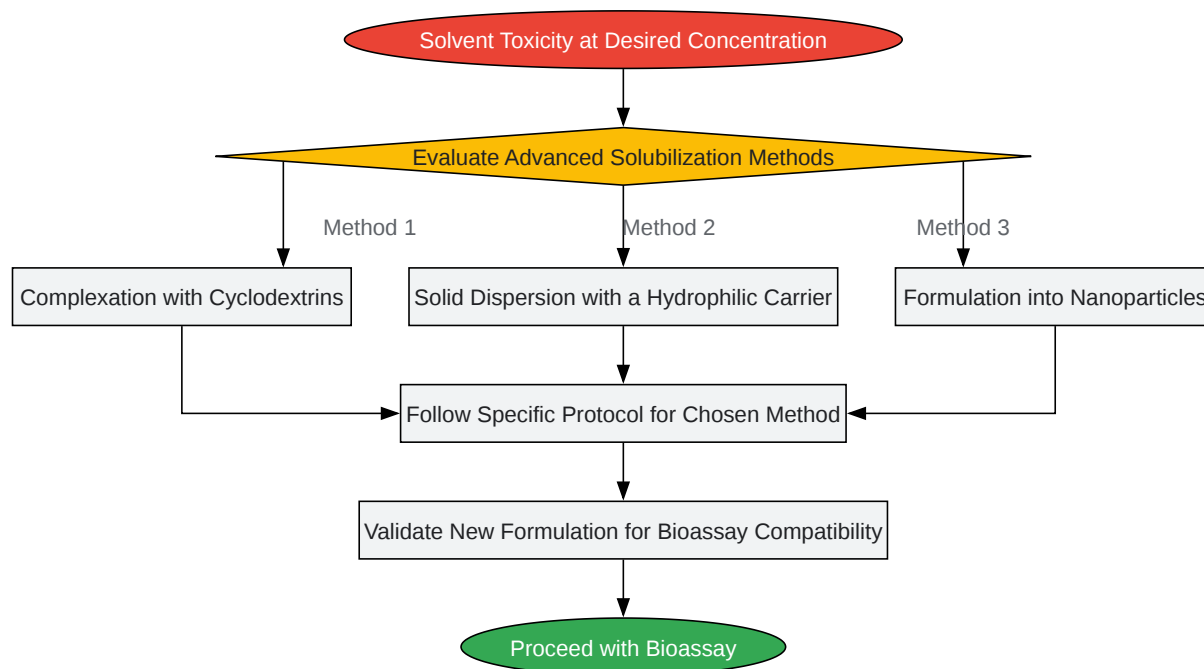 Solvent Toxicity at Desired Concentration
Evaluate Advanced Solubilization Methods
Method 1
Method 2
Method 3
Complexation with Cyclodextrins
Solid Dispersion with a Hydrophilic Carrier
Formulation into Nanoparticles
Follow Specific Protocol for Chosen Method
Validate New Formulation for Bioassay Compatibility
Proceed with Bioassay